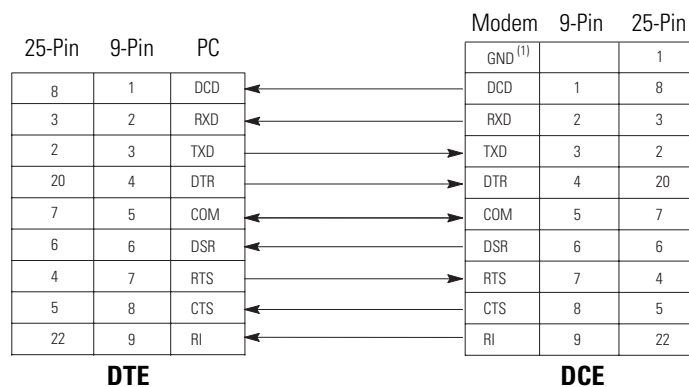 Modem 9-Pin 25-Pin
25-Pin 9-Pin PC
GND (1) 1
8 1 DCD DCD 1 8
3 2 RXD RXD 2 3
2 3 TXD TXD 3 2
20 4 DTR DTR 4 20
7 5 COM COM 5 7
6 6 DSR DSR 6 6
4 7 RTS RTS 7 4
5 8 CTS CTS 8 5
22 9 RI RI 9 22
DTE DCE